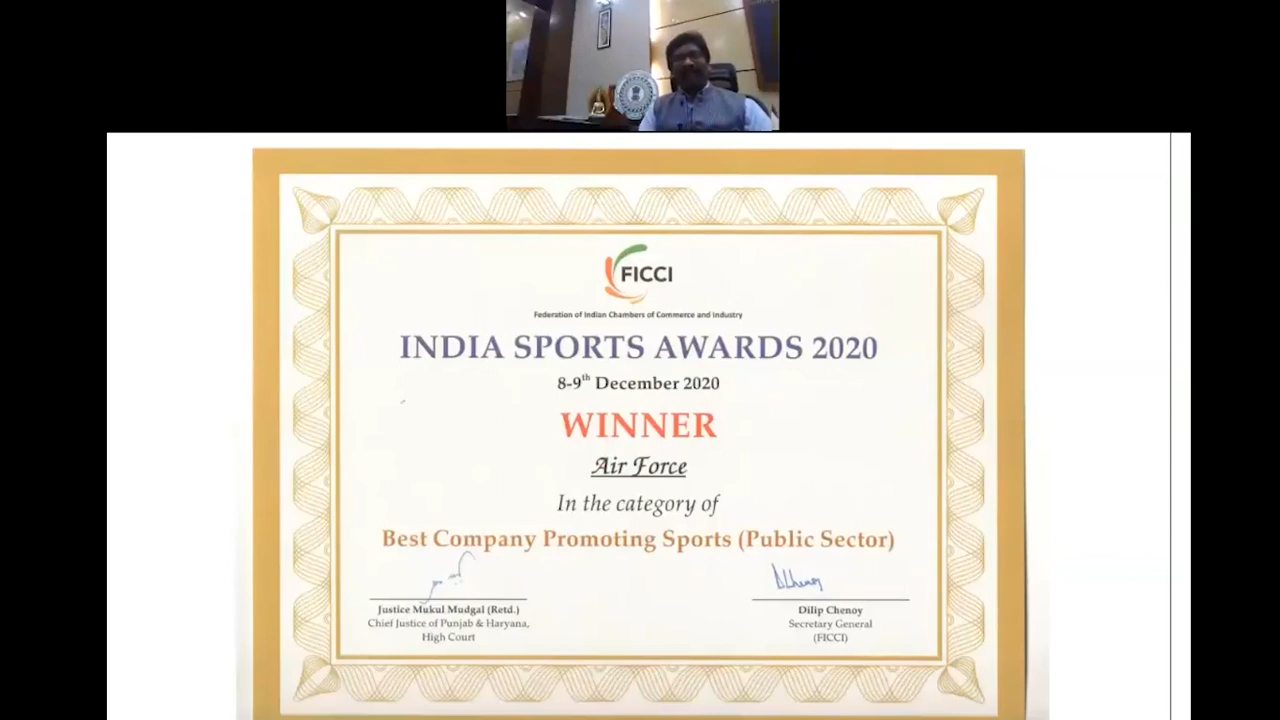 FICCI
Federation of Indian Chambers of Commerce and Industry
INDIA SPORTS AWARDS 2020
8-9th December 2020
WINNER
Air Force
In the category of
Best Company Promoting Sports (Public Sector)
DChenoy
Justice Mukul Mudgal (Retd.)
Chief Justice of Punjab & Haryana,
High Court
Dilip Chenoy
Secretary General
(FICCI)